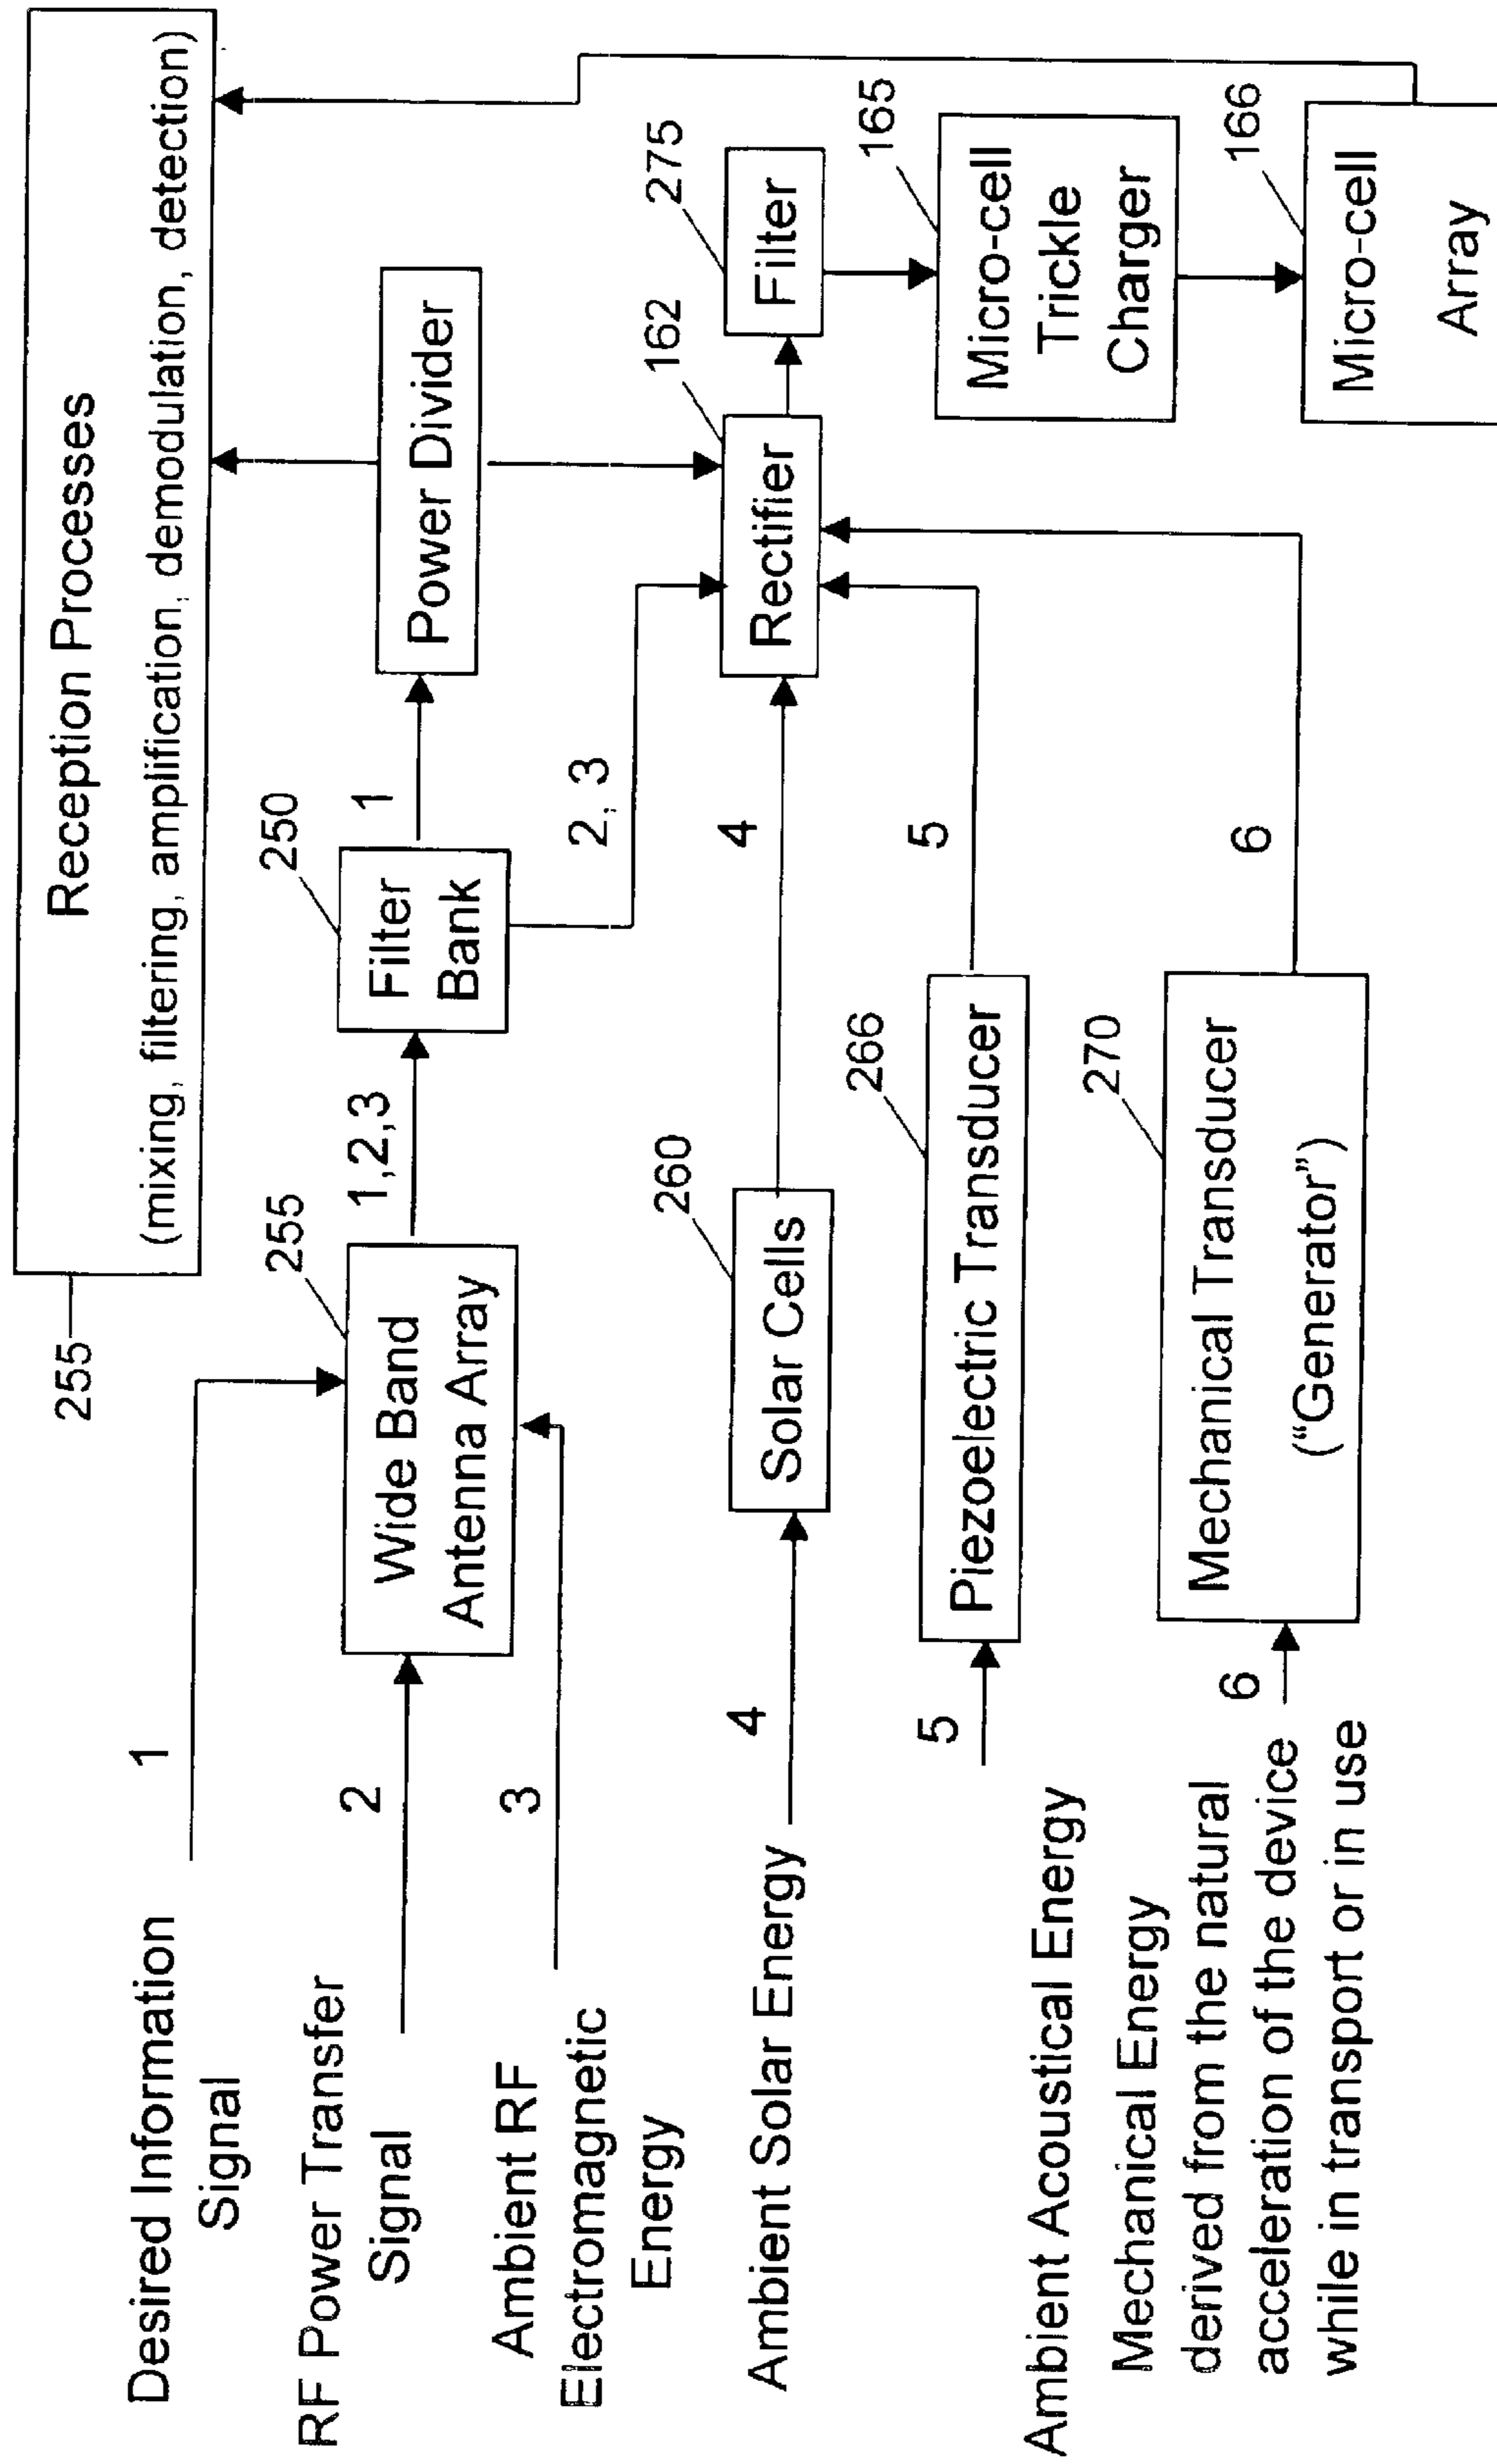 Reception Processes
(mixing, filtering, amplification, demodulation, detection)
255
Desired Information
Signal
1
RF Power Transfer
Signal
2
Ambient RF
Electromagnetic
Energy
3
Wide Band
Antenna Array
255
1,2,3
Filter
Bank
250
1
2, 3
Power Divider
Ambient Solar Energy
4
Solar Cells
260
4
Rectifier
162
Filter
275
Ambient Acoustical Energy
5
Piezoelectric Transducer
266
5
Micro-cell
Trickle
Charger
165
Mechanical Energy
derived from the natural
acceleration of the device
while in transport or in use
6
Mechanical Transducer
("Generator")
270
6
Micro-cell
Array
166